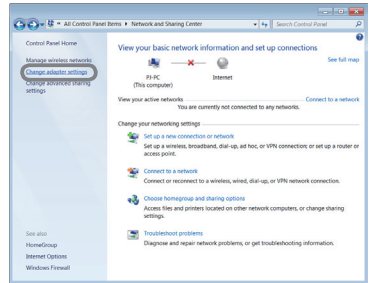 « All Control Panel Items ▸ Network and Sharing Center
Search Control Panel
Control Panel Home
Manage wireless networks
Change adapter settings
Change advanced sharing
settings
View your basic network information and set up connections
See full map
PJ-PC
(This computer)
Internet
View your active networks
Connect to a network
You are currently not connected to any networks.
Change your networking settings
Set up a new connection or network
Set up a wireless, broadband, dial-up, ad hoc, or VPN connection; or set up a router or
access point.
Connect to a network
Connect or reconnect to a wireless, wired, dial-up, or VPN network connection.
Choose homegroup and sharing options
Access files and printers located on other network computers, or change sharing
settings.
Troubleshoot problems
Diagnose and repair network problems, or get troubleshooting information.
See also
HomeGroup
Internet Options
Windows Firewall